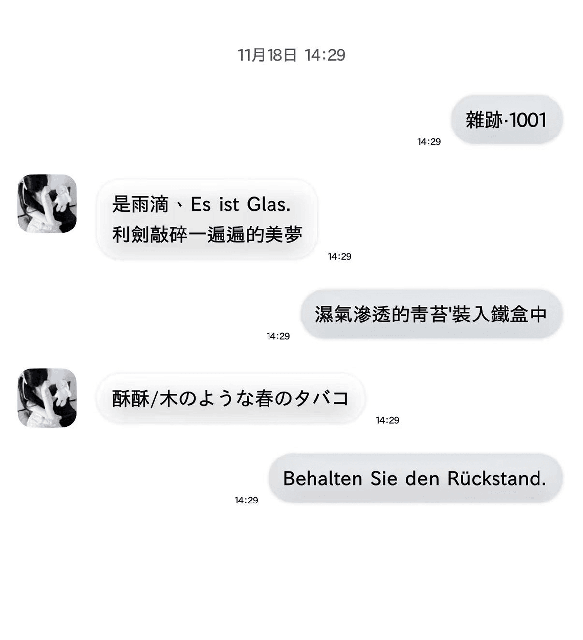 11月18日 14:29
雜跡·1001
14:29
是雨滴、Es ist Glas.
利劍敲碎一遍遍的美夢
14:29
濕氣滲透的青苔'裝入鐵盒中
14:29
酥酥/木のような春のタバコ
14:29
Behalten Sie den Rückstand.
14:29